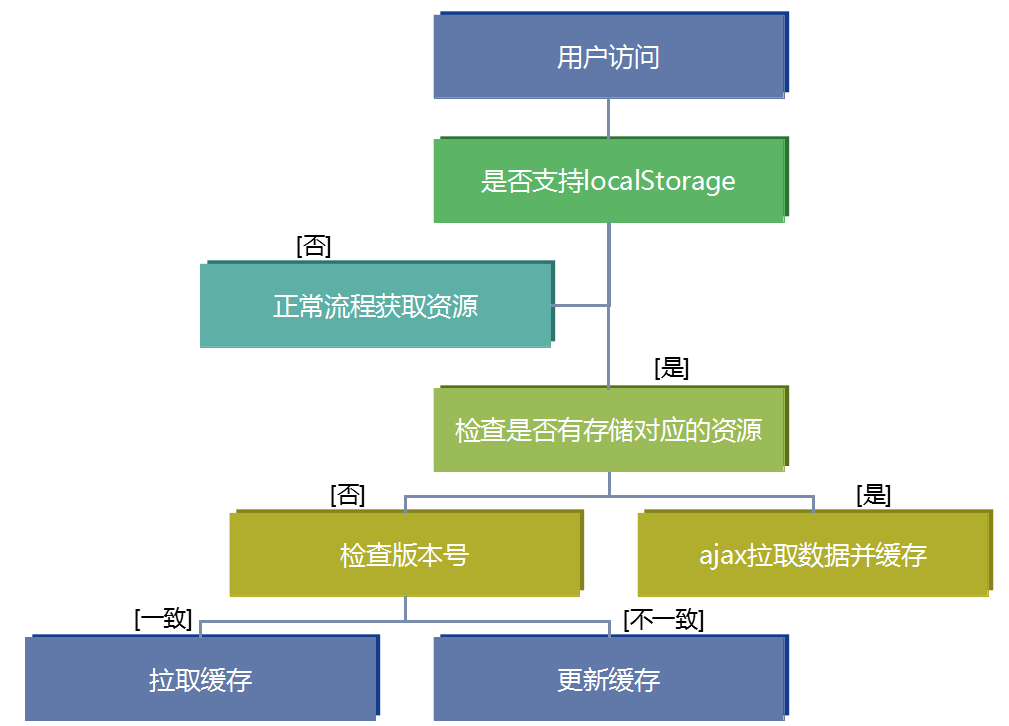 用户访问
是否支持localStorage
[否]
正常流程获取资源
[是]
检查是否有存储对应的资源
[否]
[是]
检查版本号
ajax拉取数据并缓存
[一致]
[不一致]
拉取缓存
更新缓存